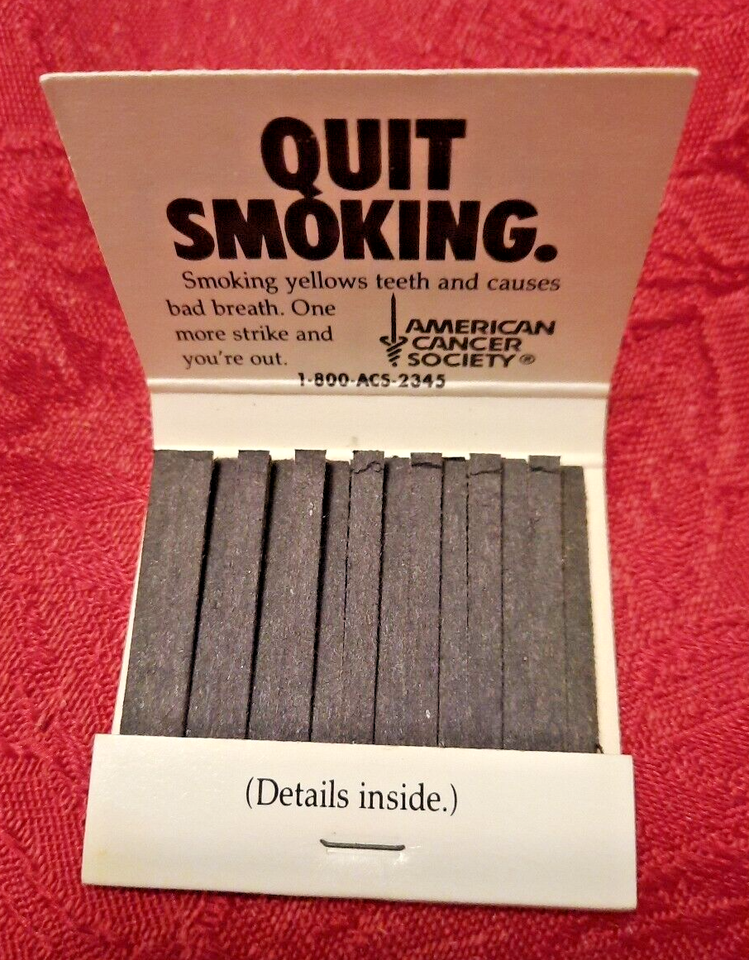 QUIT
SMOKING.
Smoking yellows teeth and causes
bad breath. One
more strike and
you're out.
AMERICAN
CANCER
SOCIETY®
1-800-ACS-2345
(Details inside.)